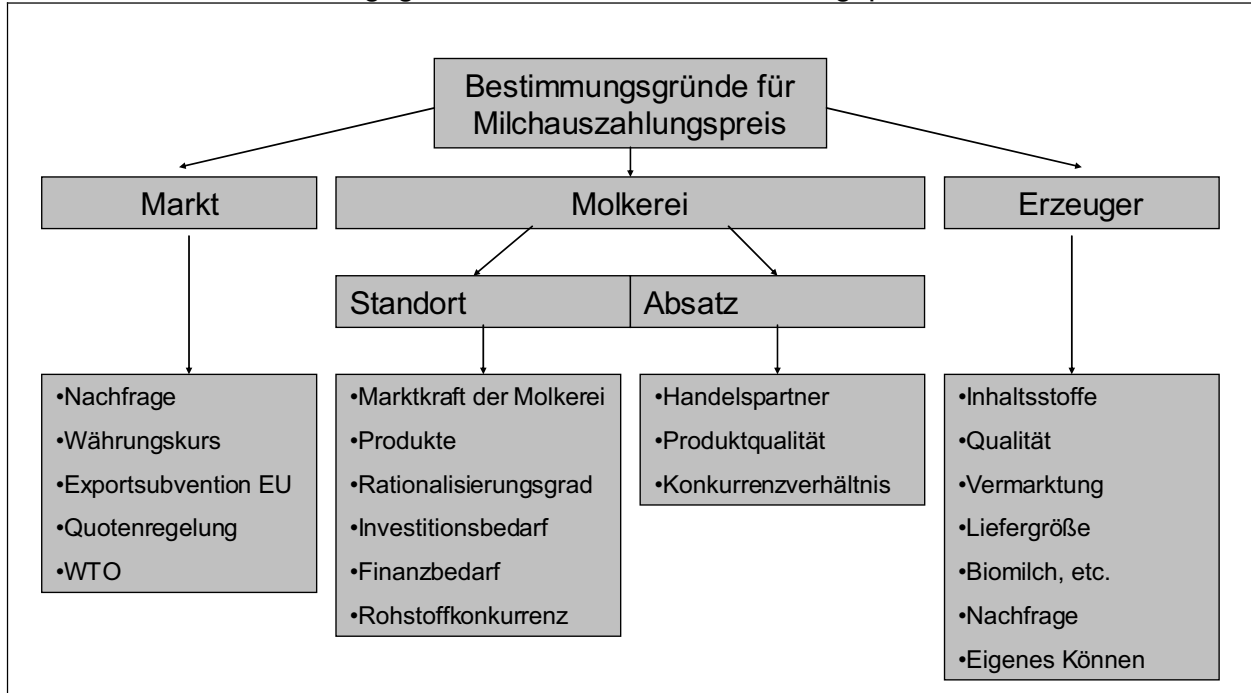 Bestimmungsgründe für
Milchauszahlungspreis
Markt
Molkerei
Erzeuger
Standort
Absatz
•Nachfrage
•Währungskurs
•Exportsubvention EU
•Quotenregelung
•WTO
•Marktkraft der Molkerei
•Produkte
•Rationalisierungsgrad
•Investitionsbedarf
•Finanzbedarf
•Rohstoffkonkurrenz
•Handelspartner
•Produktqualität
•Konkurrenzverhältnis
•Inhaltsstoffe
•Qualität
•Vermarktung
•Liefergröße
•Biomilch, etc.
•Nachfrage
•Eigenes Können